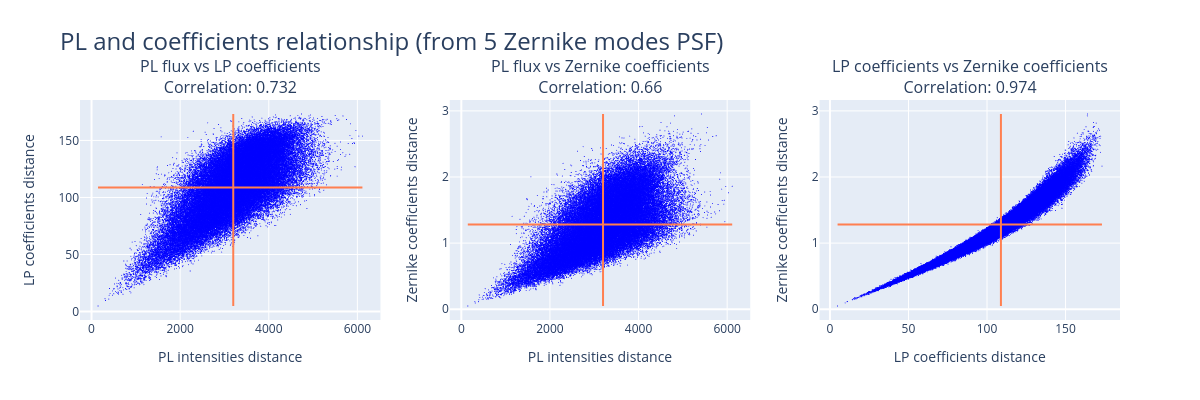 PL and coefficients relationship (from 5 Zernike modes PSF)
PL flux vs LP coefficients
Correlation: 0.732
LP coefficients distance
150
100
50
0
0 2000 4000 6000
PL intensities distance
PL flux vs Zernike coefficients
Correlation: 0.66
Zernike coefficients distance
3
2
1
0
0 2000 4000 6000
PL intensities distance
LP coefficients vs Zernike coefficients
Correlation: 0.974
Zernike coefficients distance
3
2
1
0
0 50 100 150
LP coefficients distance